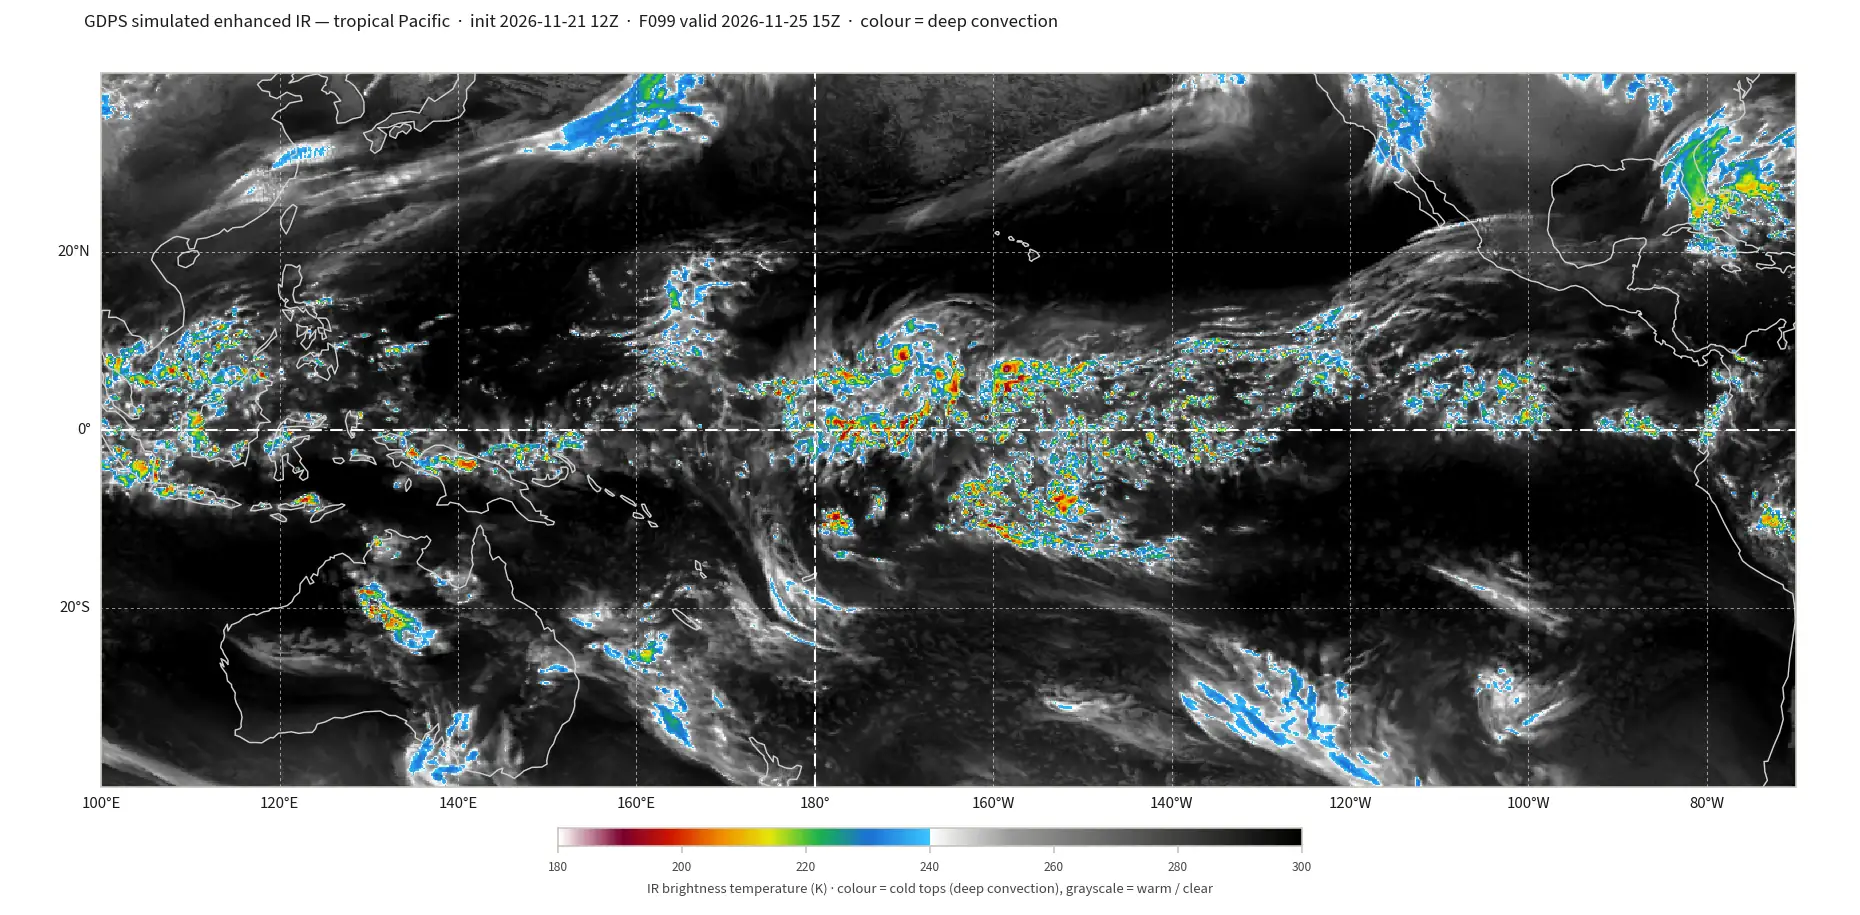 GDPS simulated enhanced IR — tropical Pacific · init 2026-11-21 12Z · F099 valid 2026-11-25 15Z · colour = deep convection
20°N
0°
20°S
100°E 120°E 140°E 160°E 180° 160°W 140°W 120°W 100°W 80°W
180 200 220 240 260 280 300
IR brightness temperature (K) · colour = cold tops (deep convection), grayscale = warm / clear